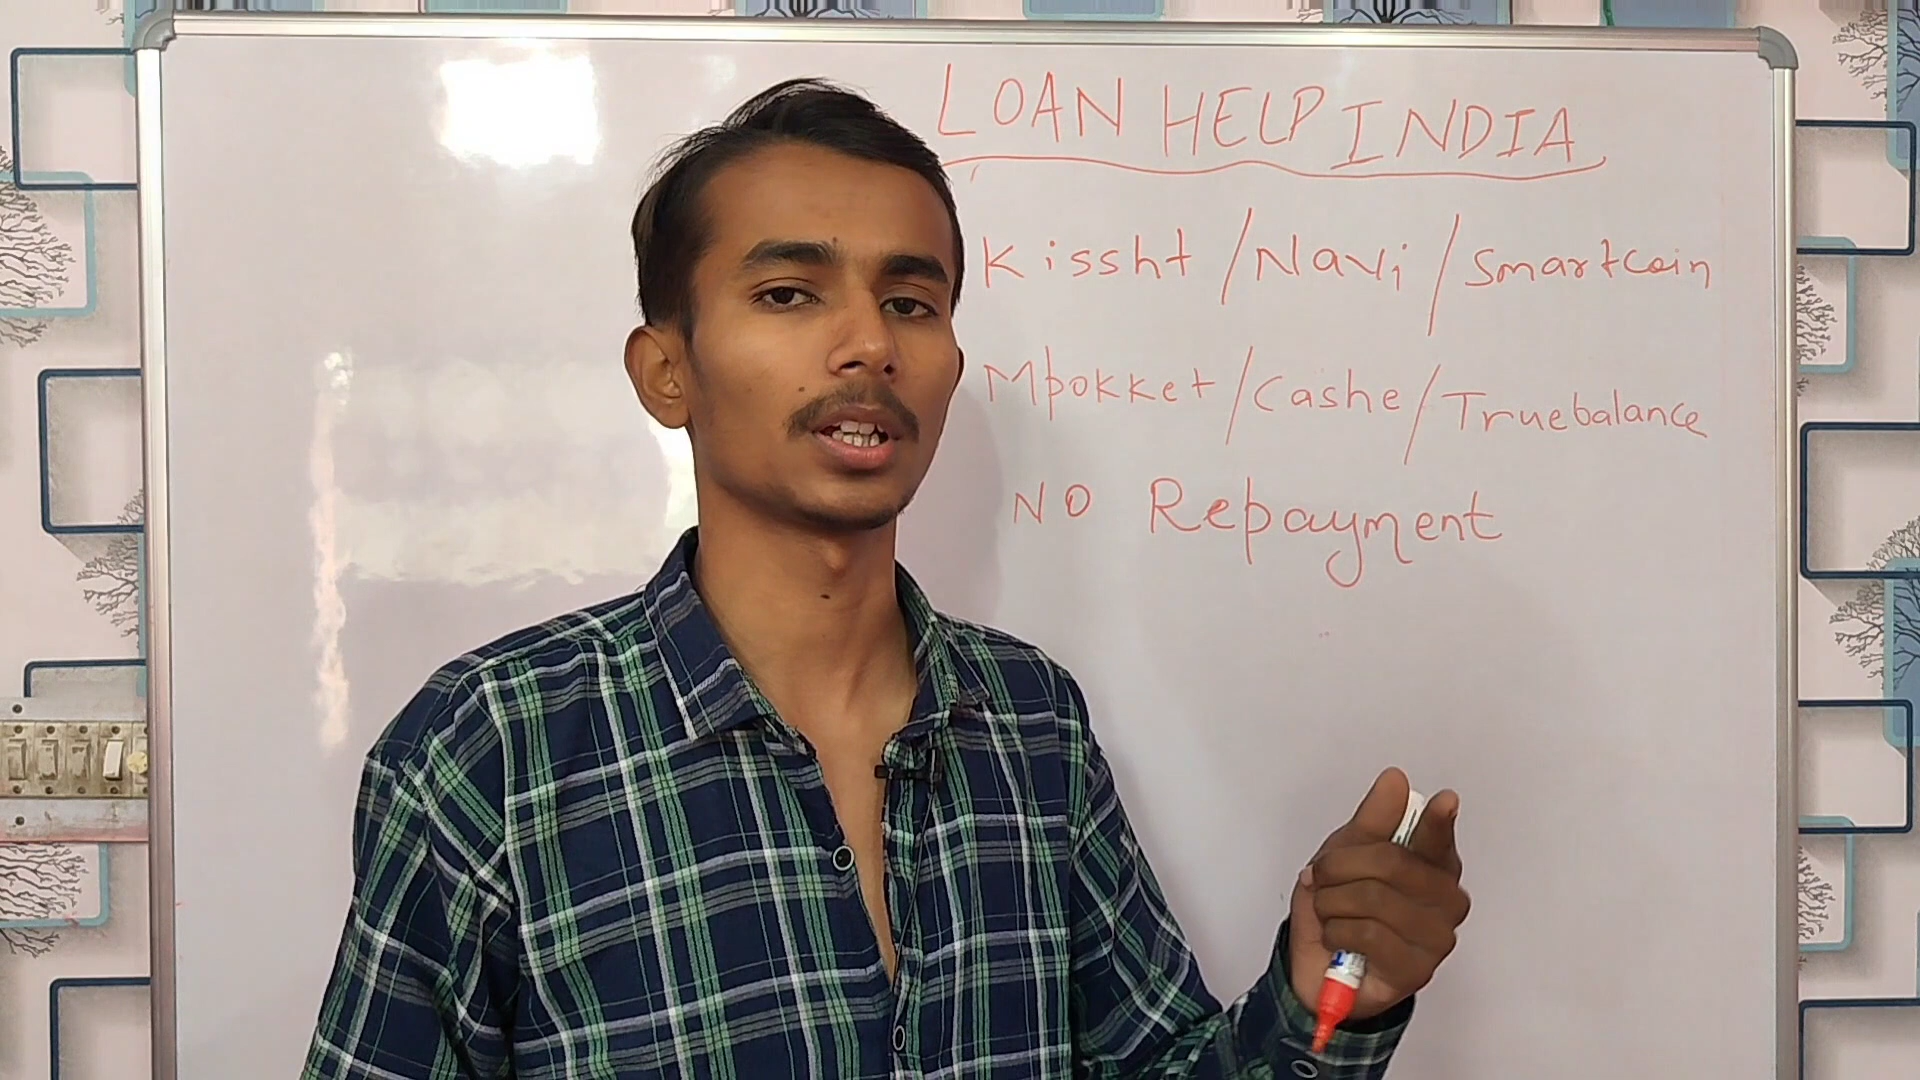 LOAN HELP INDIA
Kissht / Navi / Smartcoin
Mpokket / Cashe / Truebalance
NO Repayment